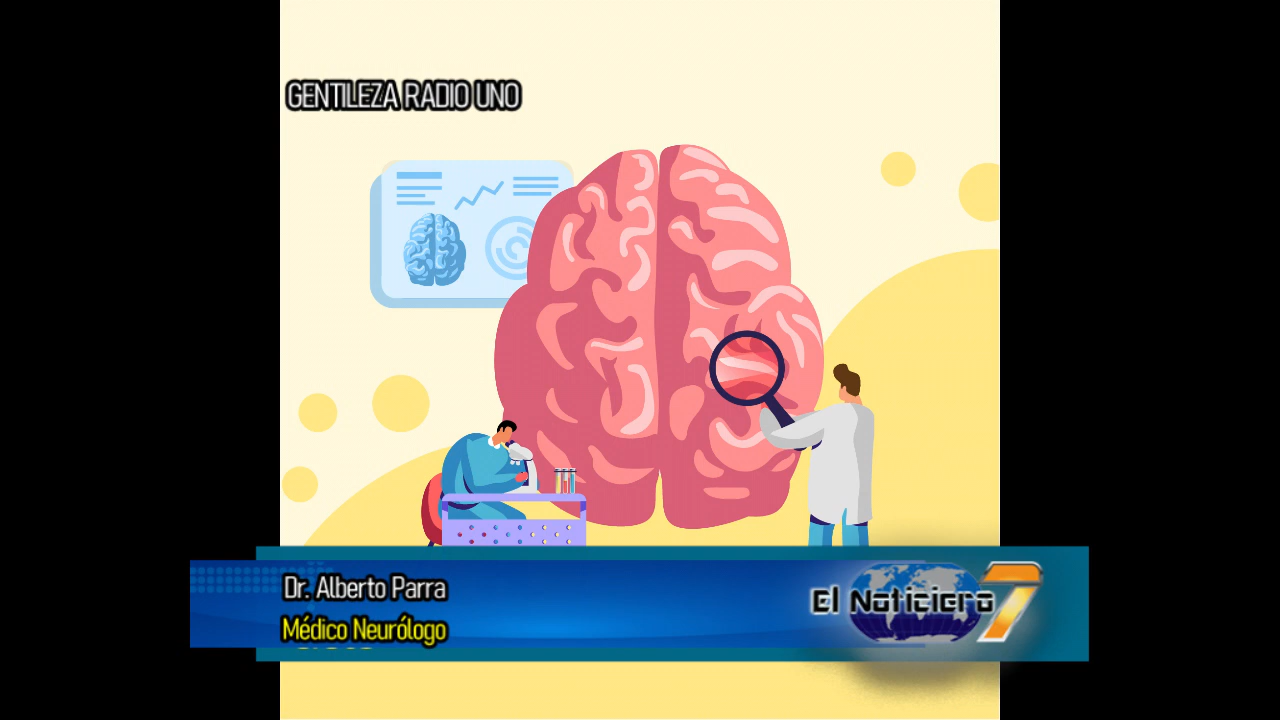 GENTILEZA RADIO UNO
Dr. Alberto Parra
Médico Neurólogo
El Noticiero 7